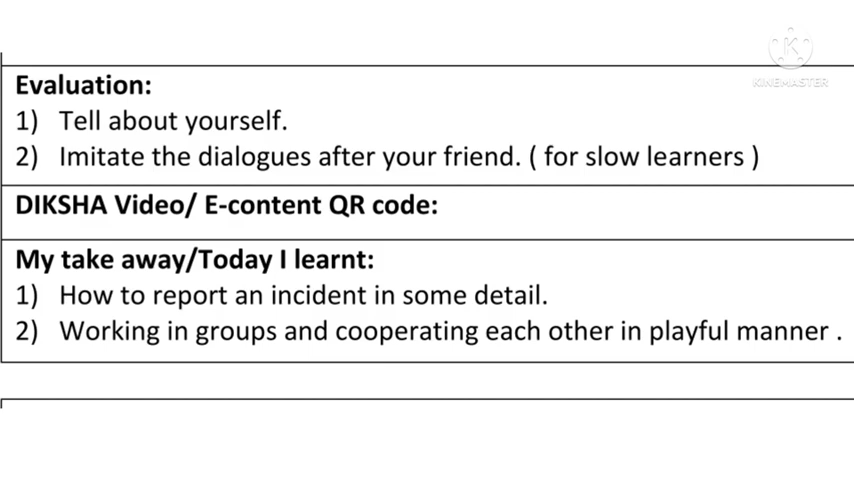 KINEMASTER
Evaluation:
1) Tell about yourself.
2) Imitate the dialogues after your friend. ( for slow learners )
DIKSHA Video/ E-content QR code:
My take away/Today I learnt:
1) How to report an incident in some detail.
2) Working in groups and cooperating each other in playful manner .